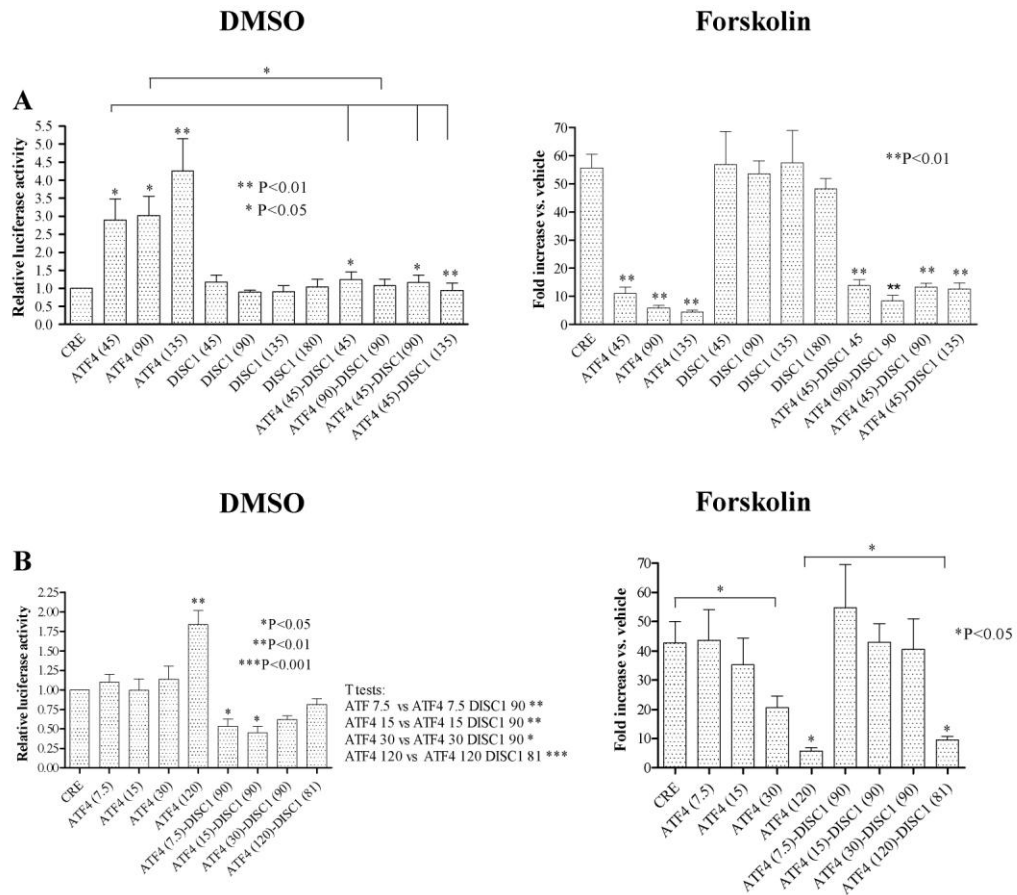 DMSO
Forskolin
A
*
Relative luciferase activity
5.5
5.0
4.5
4.0
3.5
3.0
2.5
2.0
1.5
1.0
0.5
0.0
*
*
**
*
*
**
** P<0.01
* P<0.05
CRE
ATF4 (45)
ATF4 (90)
ATF4 (135)
DISC1 (45)
DISC1 (90)
DISC1 (135)
DISC1 (180)
ATF4 (45)-DISC1 (45)
ATF4 (90)-DISC1 (90)
ATF4 (45)-DISC1 (90)
ATF4 (45)-DISC1 (135)
Fold increase vs. vehicle
70
60
50
40
30
20
10
0
**P<0.01
**
**
**
**
**
**
**
CRE
ATF4 (45)
ATF4 (90)
ATF4 (135)
DISC1 (45)
DISC1 (90)
DISC1 (135)
DISC1 (180)
ATF4 (45)-DISC1 45
ATF4 (90)-DISC1 90
ATF4 (45)-DISC1 (90)
ATF4 (45)-DISC1 (135)
DMSO
Forskolin
B
Relative luciferase activity
2.25
2.00
1.75
1.50
1.25
1.00
0.75
0.50
0.25
0.00
**
*
*
*P<0.05
**P<0.01
***P<0.001
CRE
ATF4 (7.5)
ATF4 (15)
ATF4 (30)
ATF4 (120)
ATF4 (7.5)-DISC1 (90)
ATF4 (15)-DISC1 (90)
ATF4 (30)-DISC1 (90)
ATF4 (120)-DISC1 (81)
T tests:
ATF 7.5 vs ATF4 7.5 DISC1 90 **
ATF4 15 vs ATF4 15 DISC1 90 **
ATF4 30 vs ATF4 30 DISC1 90 *
ATF4 120 vs ATF4 120 DISC1 81 ***
Fold increase vs. vehicle
70
60
50
40
30
20
10
0
*
*
*
*
*P<0.05
CRE
ATF4 (7.5)
ATF4 (15)
ATF4 (30)
ATF4 (120)
ATF4 (7.5)-DISC1 (90)
ATF4 (15)-DISC1 (90)
ATF4 (30)-DISC1 (90)
ATF4 (120)-DISC1 (81)